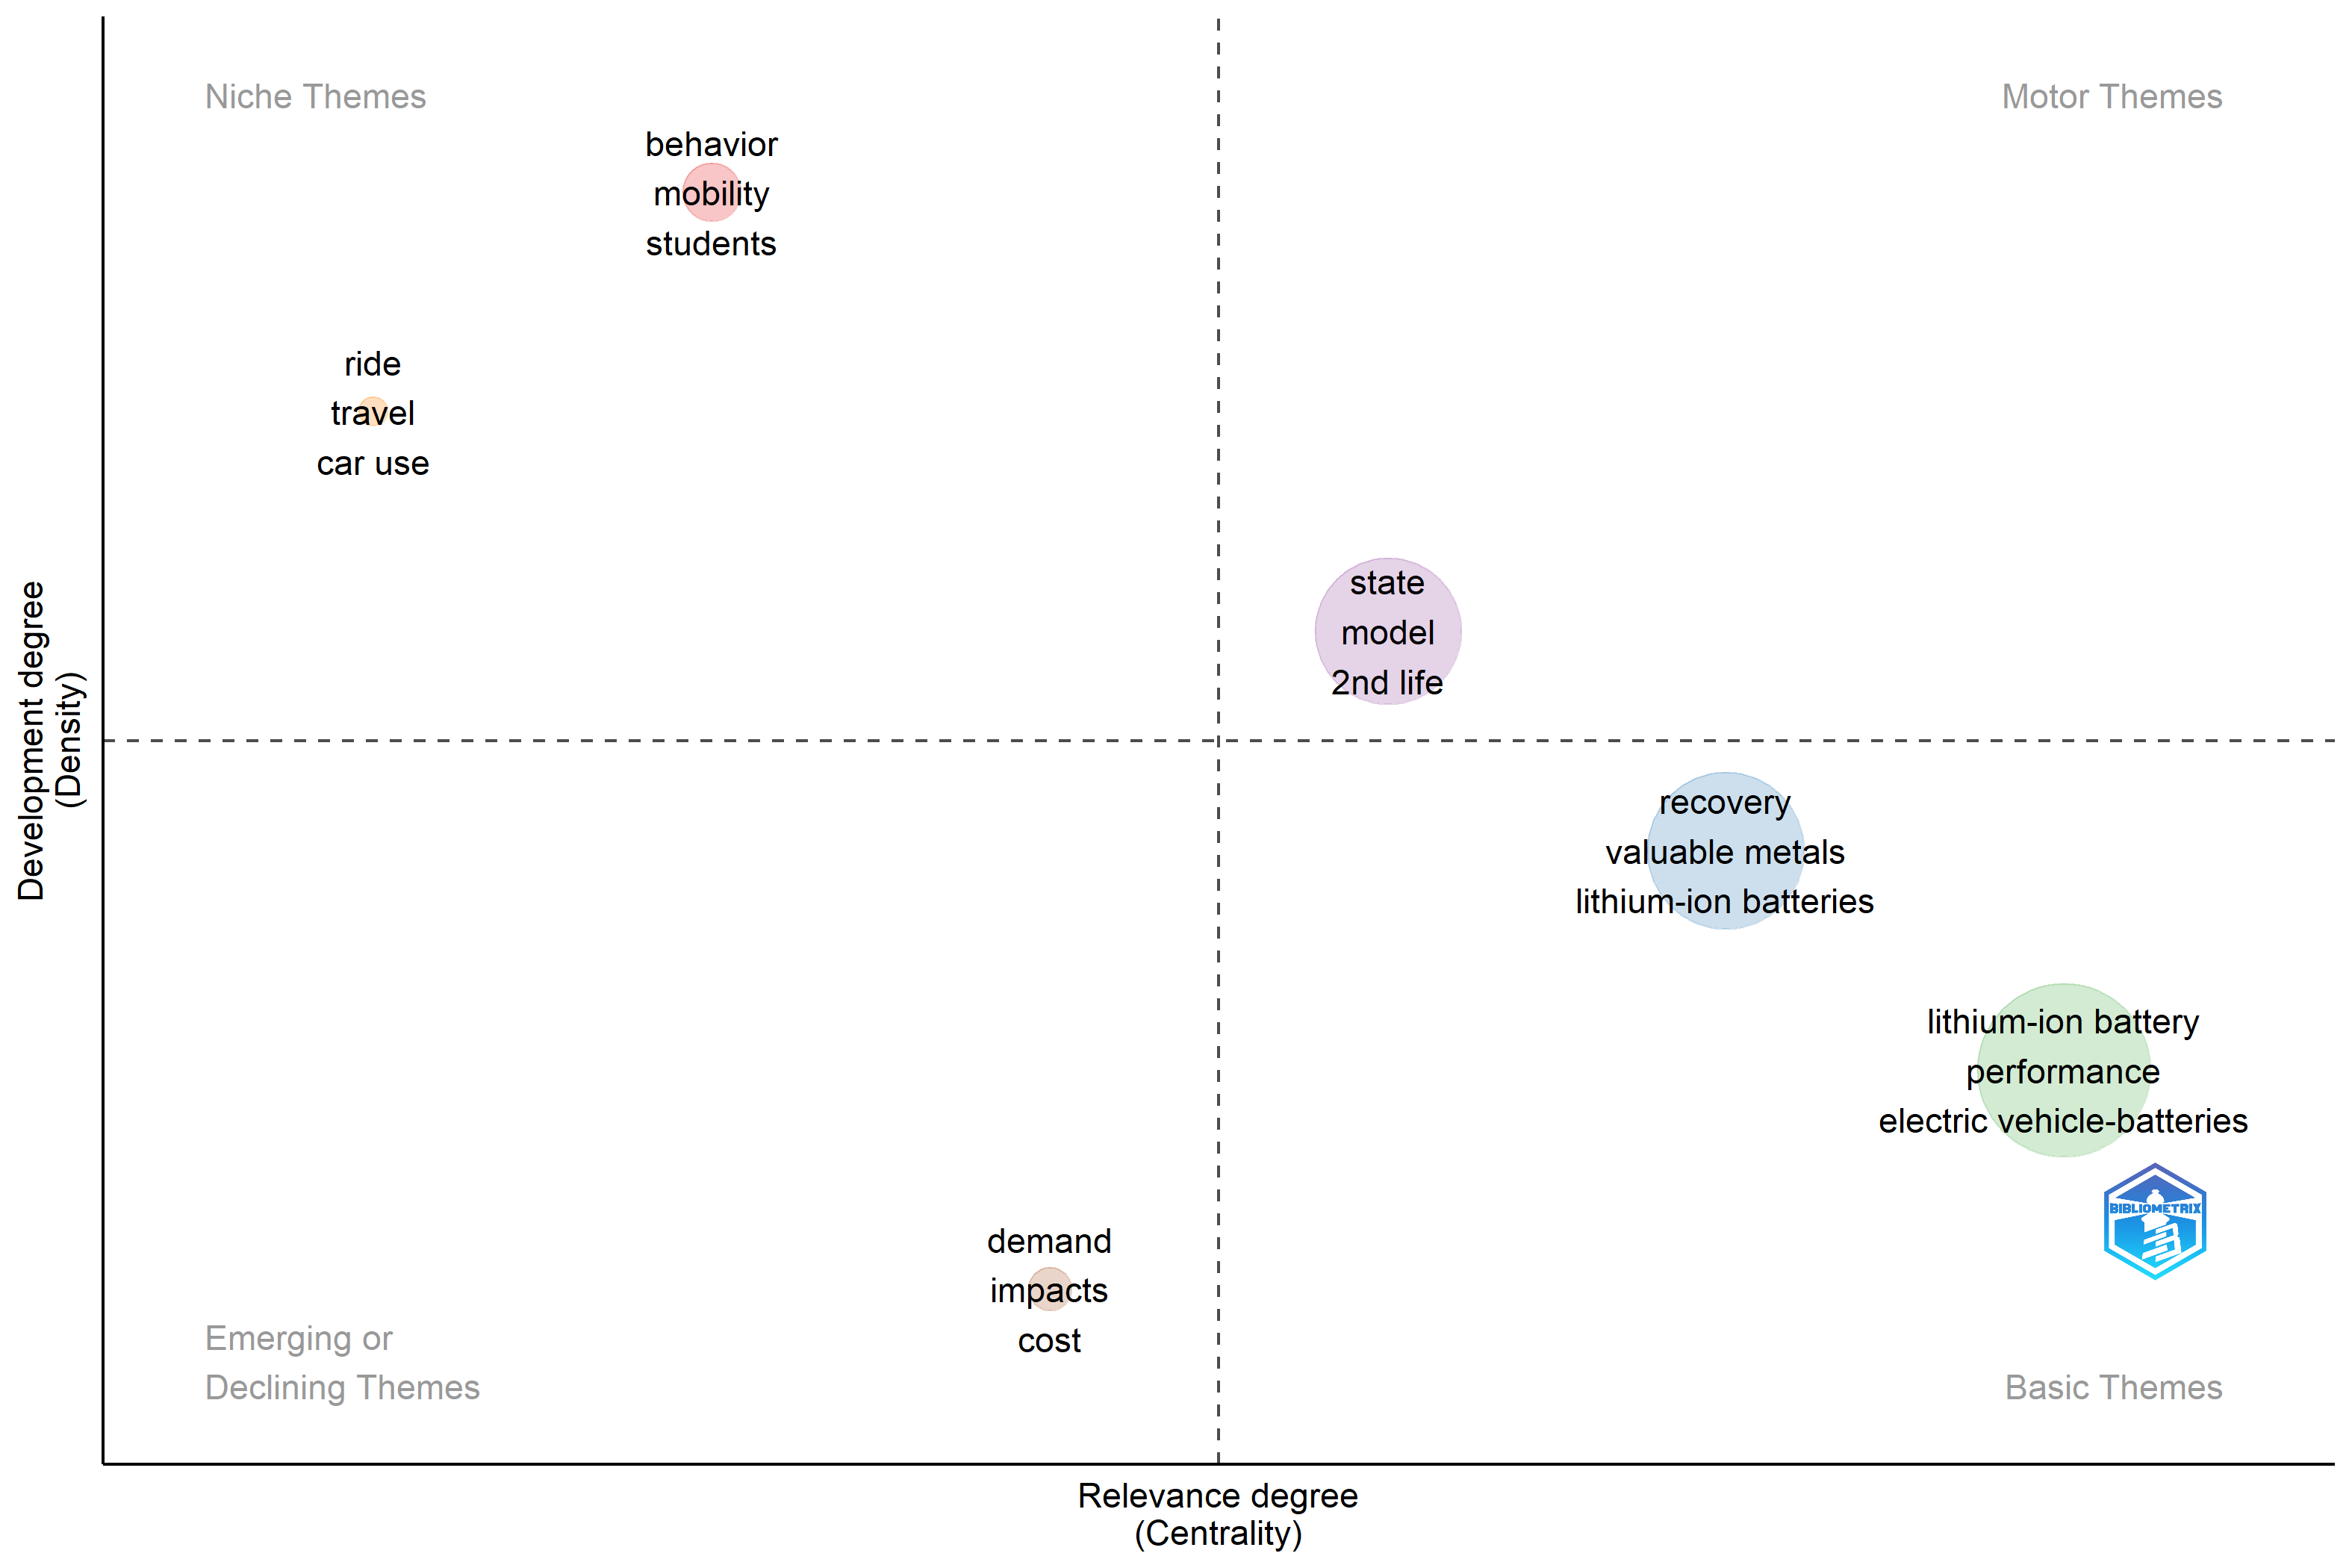 Niche Themes
Motor Themes
behavior
mobility
students
ride
travel
car use
state
model
2nd life
Development degree
(Density)
recovery
valuable metals
lithium-ion batteries
lithium-ion battery
performance
electric vehicle-batteries
BIBLIOMETRIX
demand
impacts
cost
Emerging or
Declining Themes
Basic Themes
Relevance degree
(Centrality)